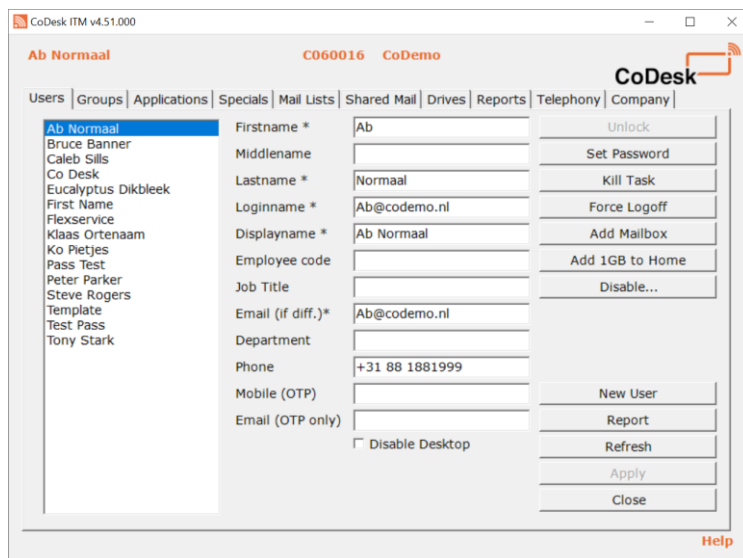 CoDesk ITM v4.51.000
Ab Normaal C060016 CoDemo
CoDesk
Users Groups Applications Specials Mail Lists Shared Mail Drives Reports Telephony Company
Ab Normaal
Bruce Banner
Caleb Sills
Co Desk
Eucalyptus Dikbleek
First Name
Flexservice
Klaas Ortenaam
Ko Pietjes
Pass Test
Peter Parker
Steve Rogers
Template
Test Pass
Tony Stark
Firstname * Ab
Middlename
Lastname * Normaal
Loginname * Ab@codemo.nl
Displayname * Ab Normaal
Employee code
Job Title
Email (if diff.)* Ab@codemo.nl
Department
Phone +31 88 1881999
Mobile (OTP)
Email (OTP only)
Disable Desktop
Unlock
Set Password
Kill Task
Force Logoff
Add Mailbox
Add 1GB to Home
Disable...
New User
Report
Refresh
Apply
Close
Help